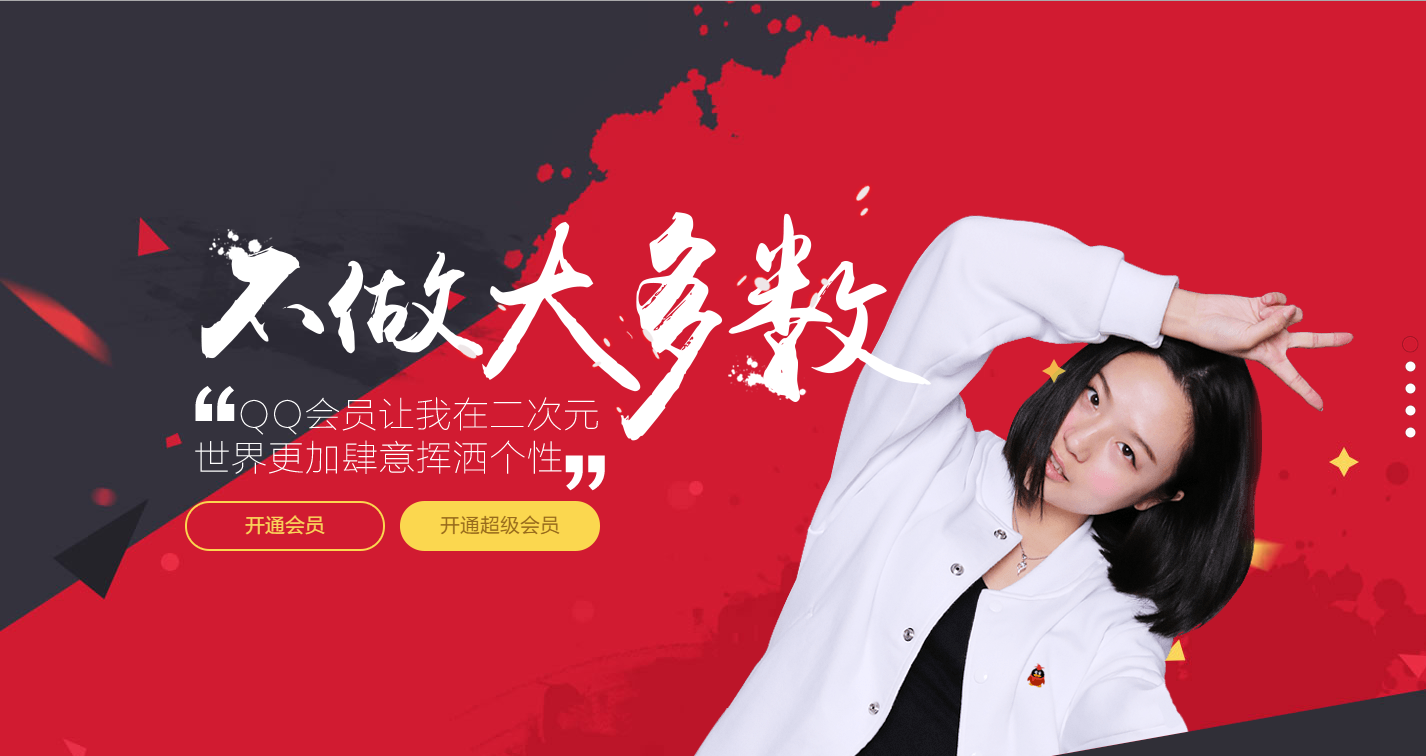 不做大多数
“QQ会员让我在二次元
世界更加肆意挥洒个性”
开通会员
开通超级会员